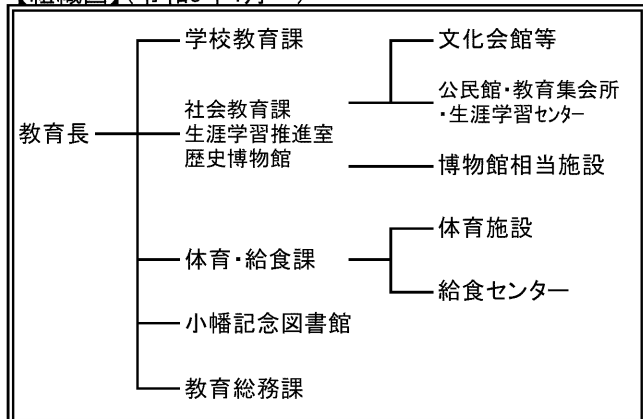 学校教育課
文化会館等
公民館・教育集会所
・生涯学習センター
教育長
社会教育課
生涯学習推進室
歴史博物館
博物館相当施設
体育・給食課
体育施設
給食センター
小幡記念図書館
教育総務課